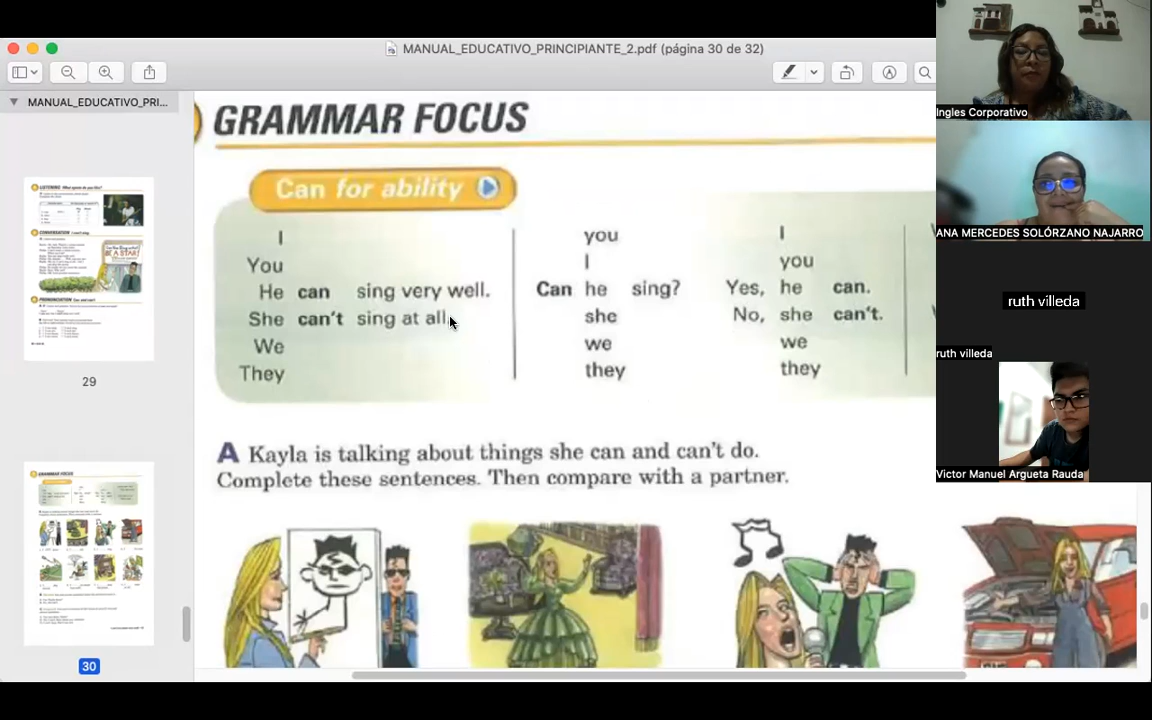 MANUAL_EDUCATIVO_PRINCIPIANTE_2.pdf (página 30 de 32)
MANUAL_EDUCATIVO_PRI...
29
30
GRAMMAR FOCUS
Can for ability
I
You
He can sing very well.
She can't sing at all.
We
They
you
I
Can he sing?
she
we
they
I
you
Yes, he can.
No, she can't.
we
they
A Kayla is talking about things she can and can't do.
Complete these sentences. Then compare with a partner.
Ingles Corporativo
ANA MERCEDES SOLÓRZANO NAJARRO
ruth villeda
ruth villeda
Victor Manuel Argueta Rauda